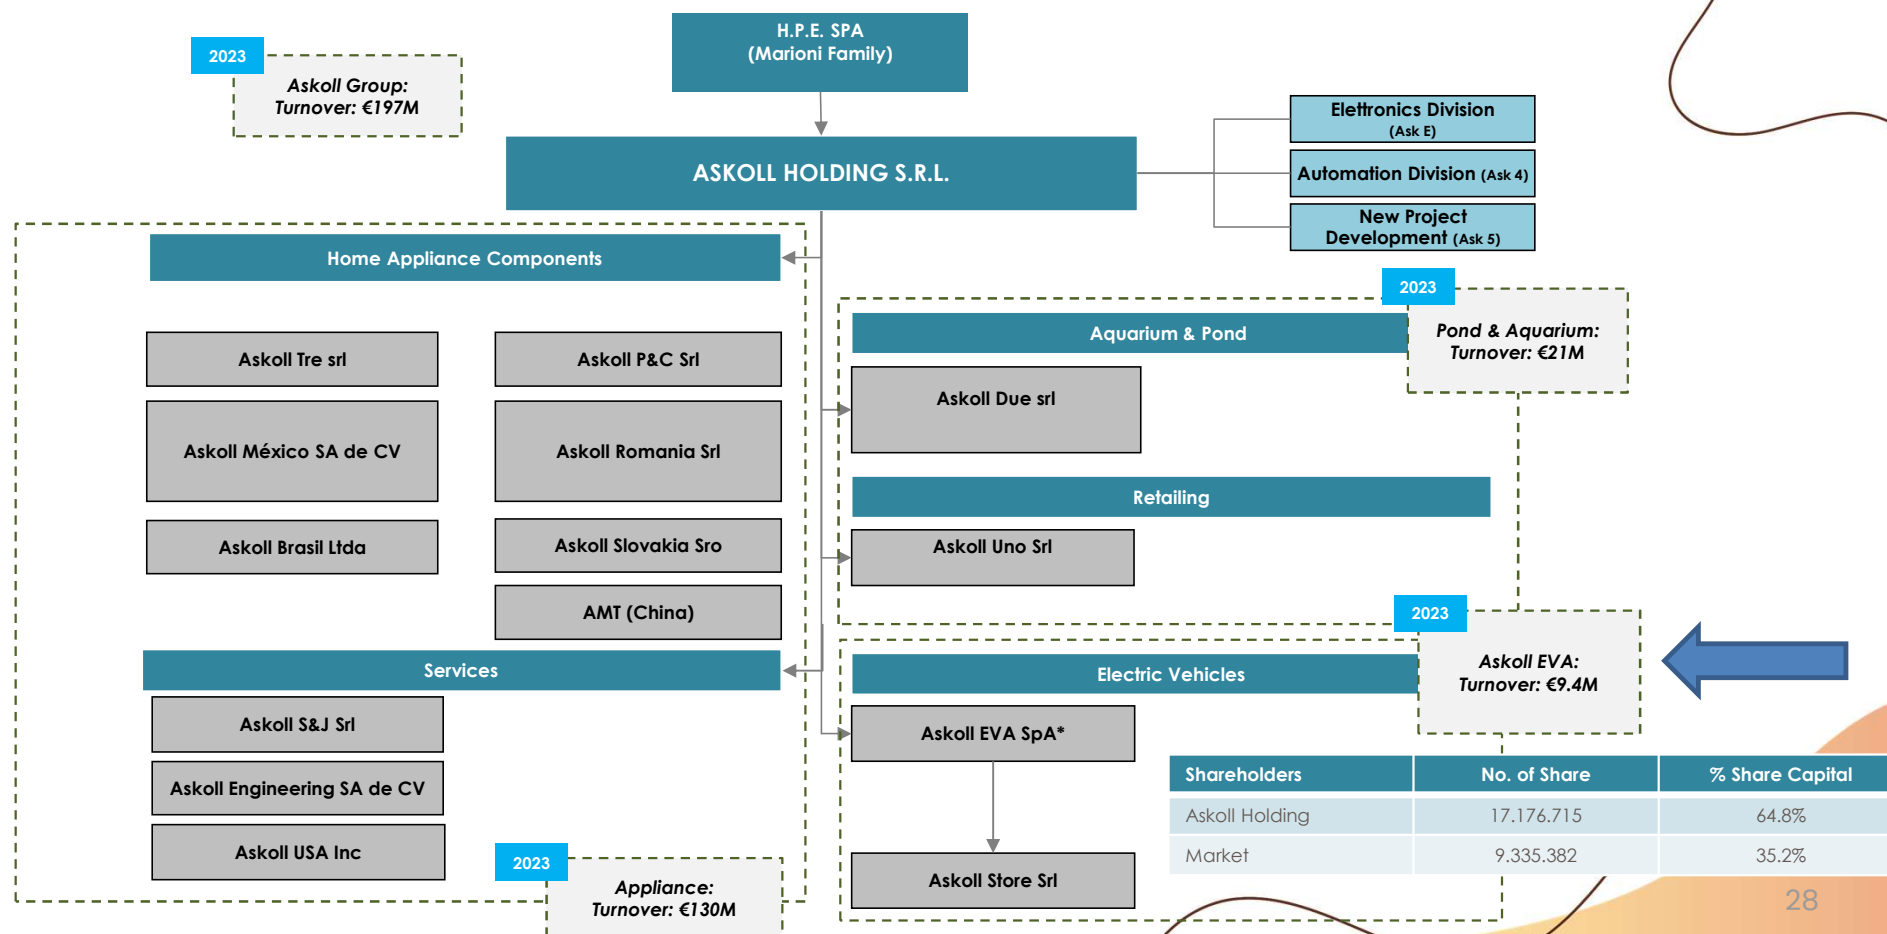 H.P.E. SPA
(Marioni Family)
2023
Askoll Group:
Turnover: €197M
ASKOLL HOLDING S.R.L.
Elettronics Division
(Ask E)
Automation Division (Ask 4)
New Project
Development (Ask 5)
Home Appliance Components
Askoll Tre srl
Askoll P&C Srl
Askoll México SA de CV
Askoll Romania Srl
Askoll Brasil Ltda
Askoll Slovakia Sro
AMT (China)
Services
Askoll S&J Srl
Askoll Engineering SA de CV
Askoll USA Inc
2023
Appliance:
Turnover: €130M
2023
Pond & Aquarium:
Turnover: €21M
Aquarium & Pond
Askoll Due srl
Retailing
Askoll Uno Srl
2023
Askoll EVA:
Turnover: €9.4M
Electric Vehicles
Askoll EVA SpA*
Askoll Store Srl
Shareholders No. of Share % Share Capital
Askoll Holding 17.176.715 64.8%
Market 9.335.382 35.2%
28